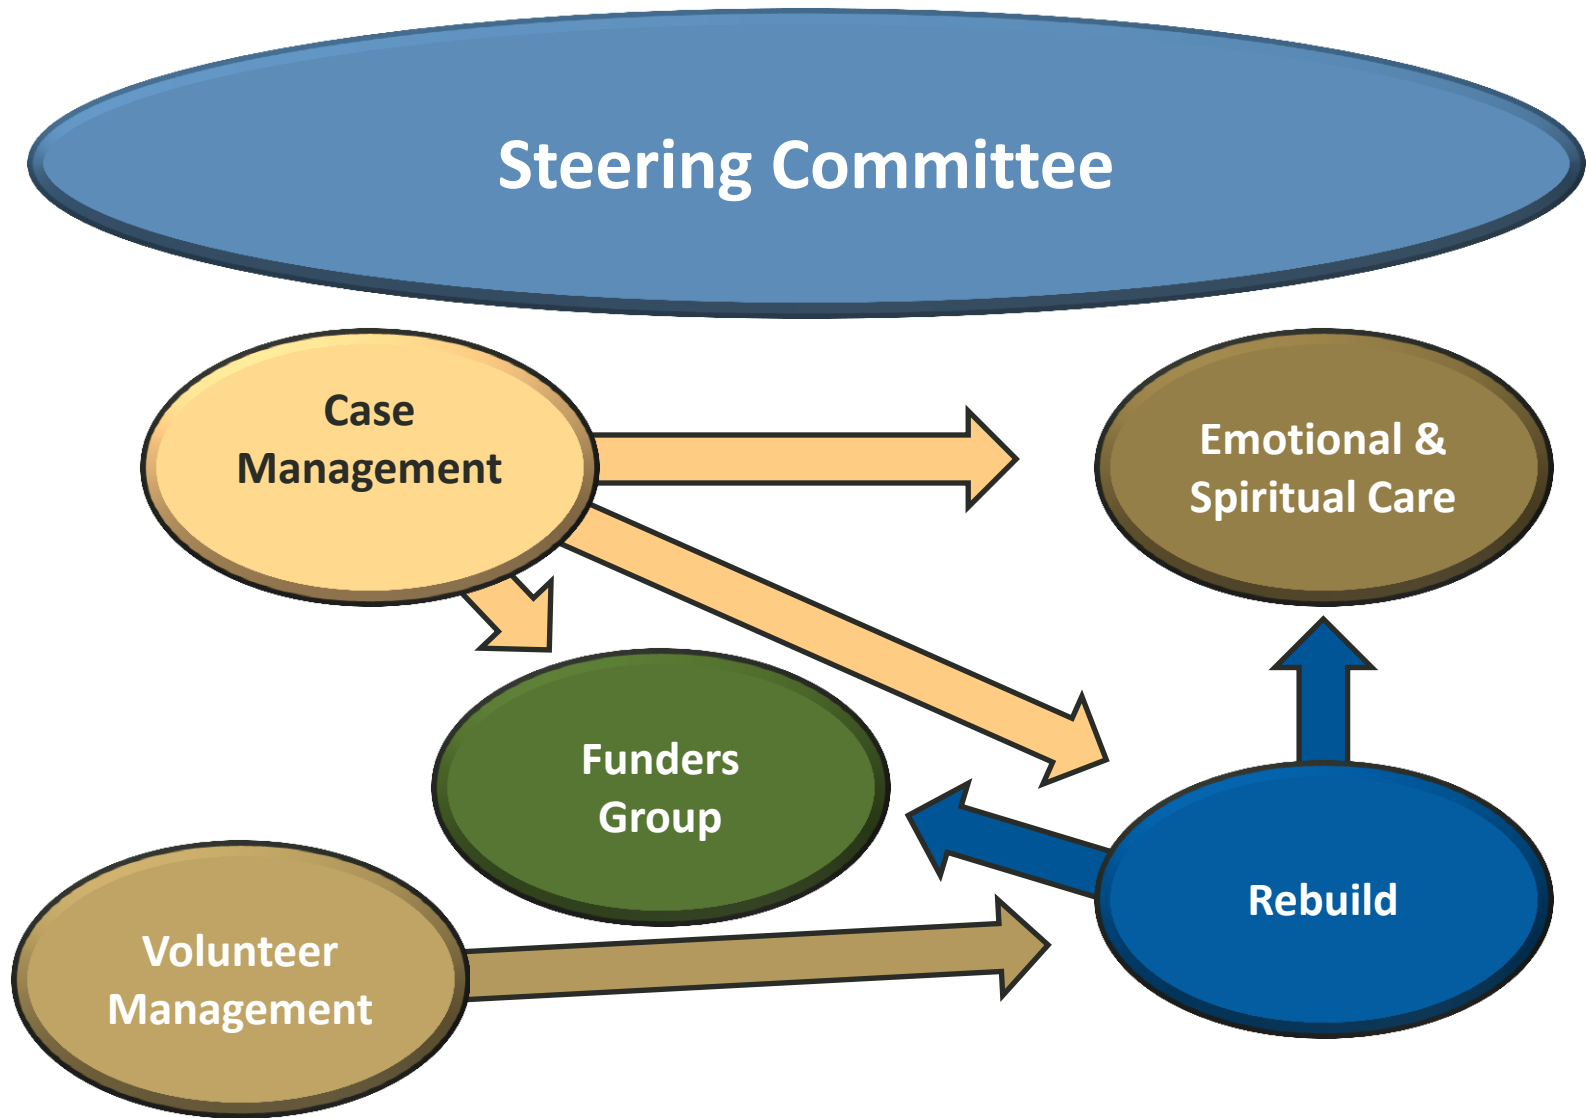 Steering Committee
Case
Management
Emotional &
Spiritual Care
Funders
Group
Rebuild
Volunteer
Management